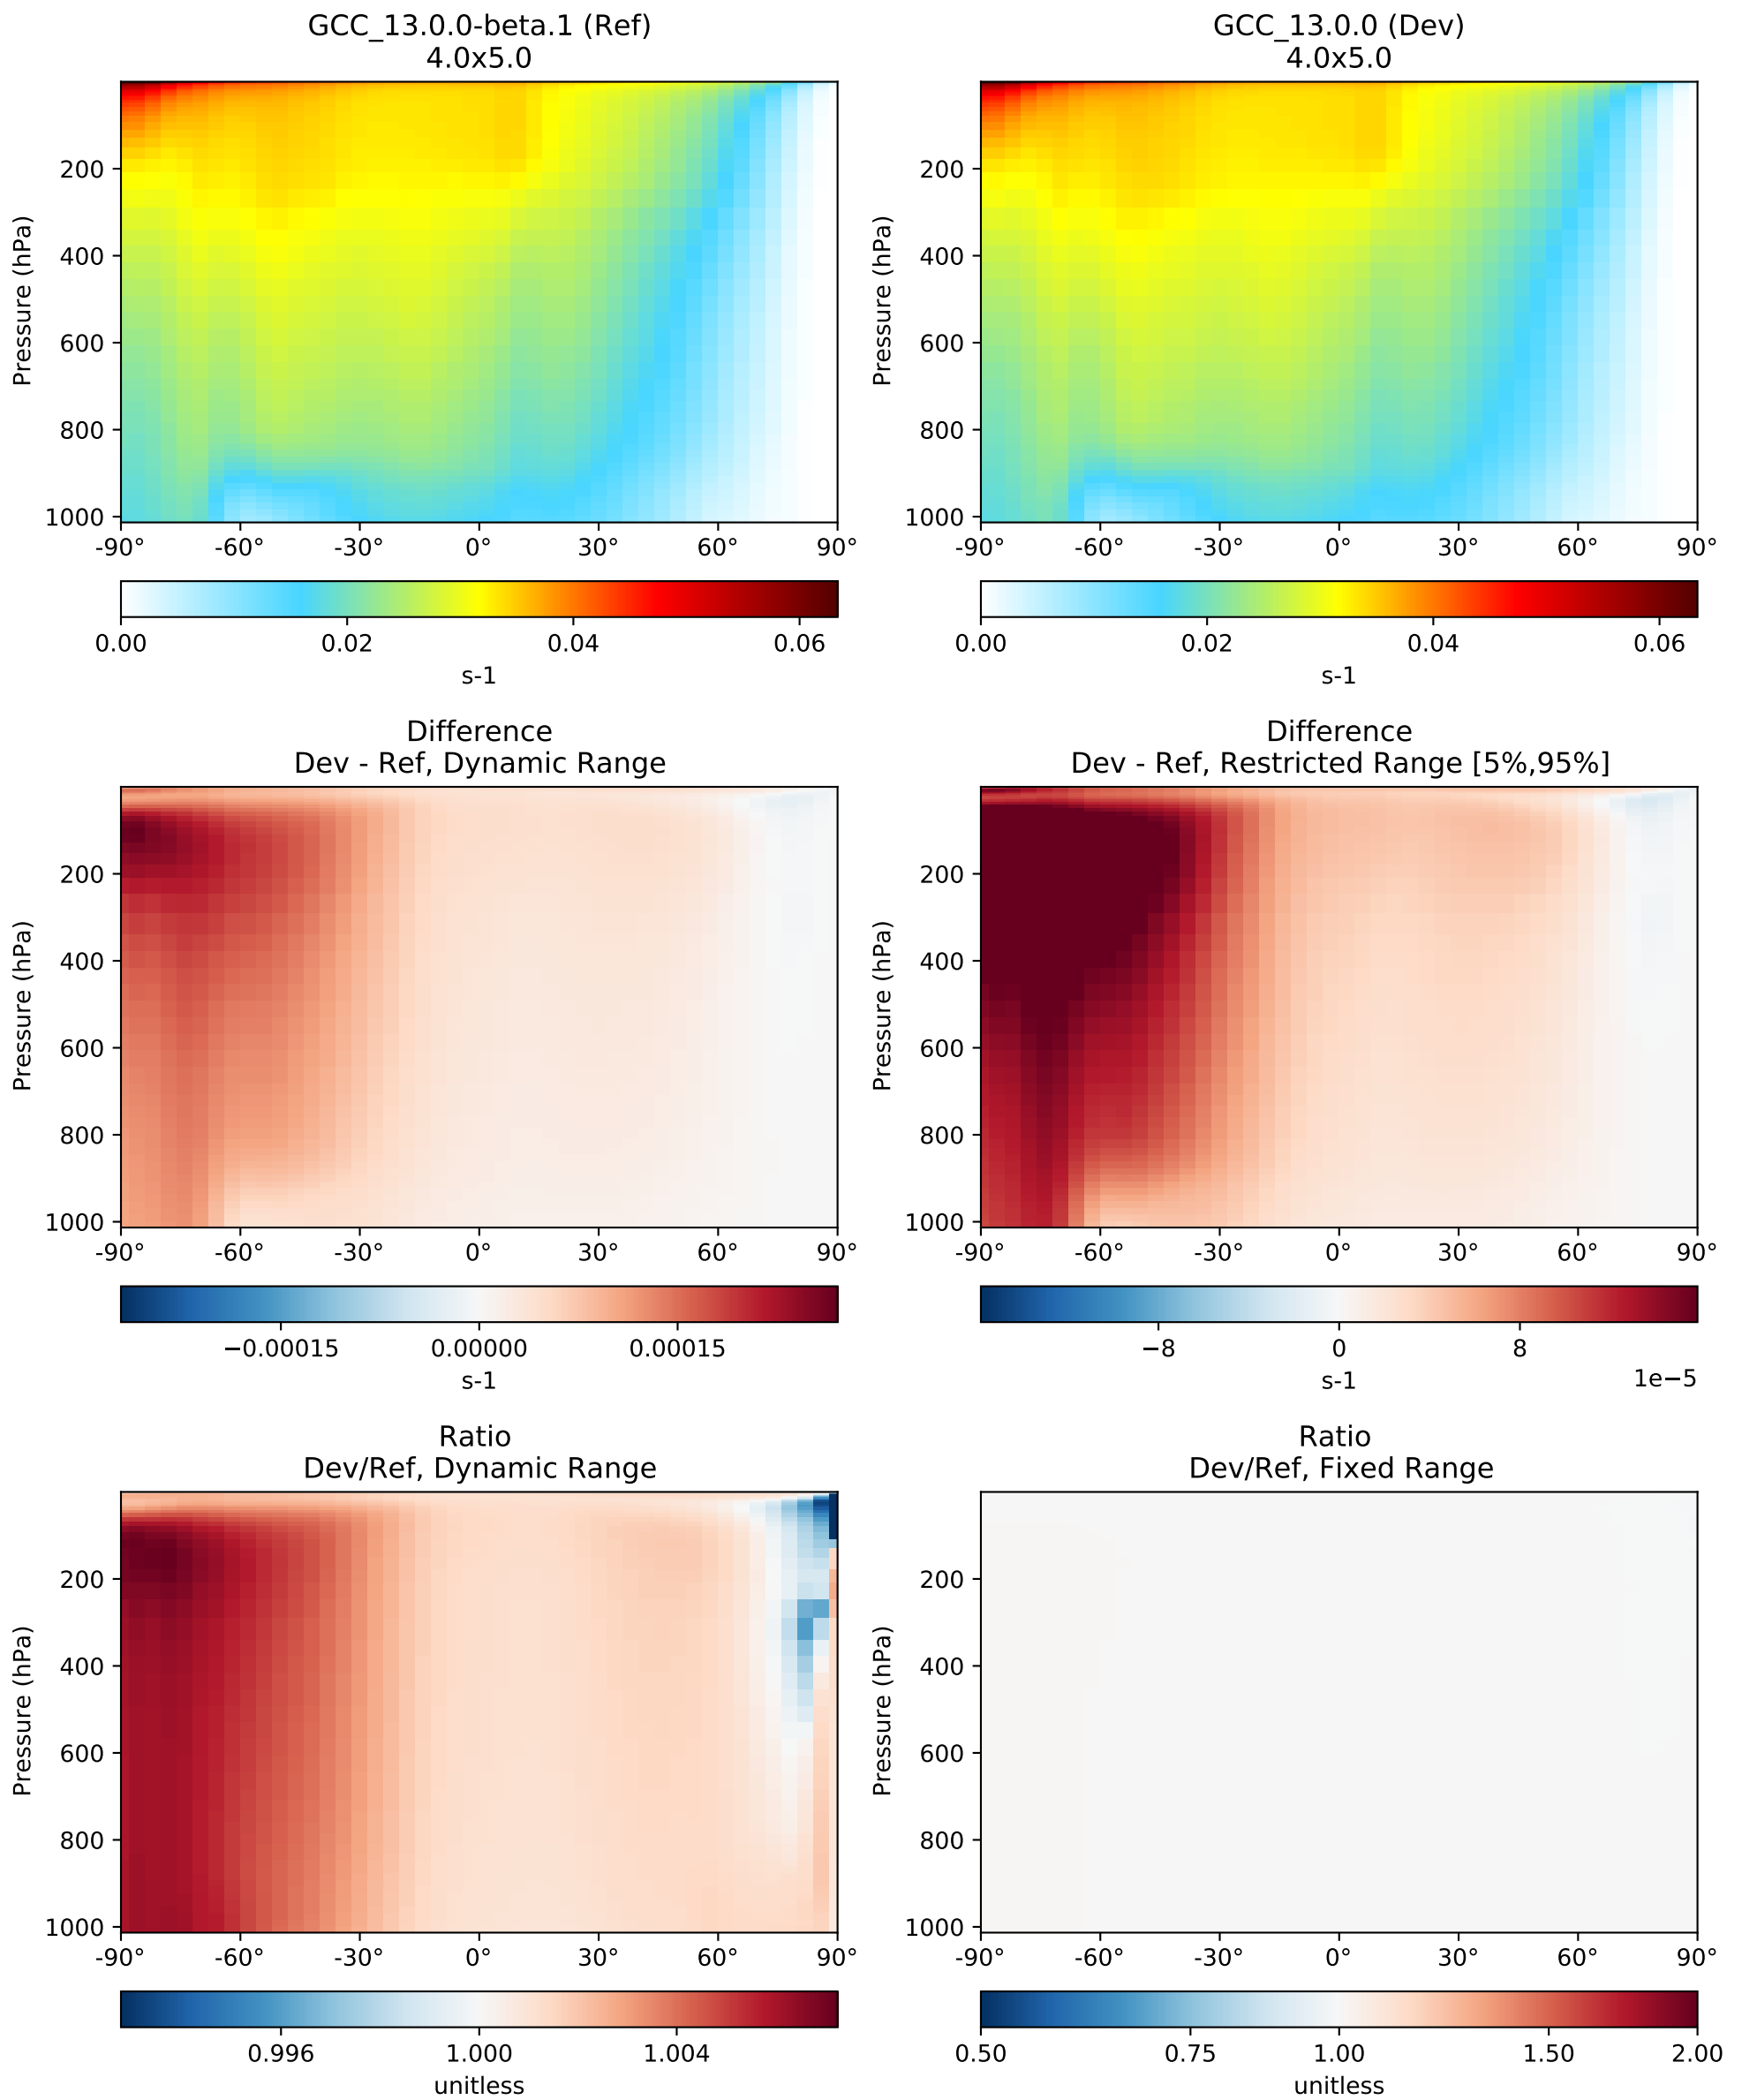 GCC_13.0.0-beta.1 (Ref)
4.0x5.0
Pressure (hPa)
200
400
600
800
1000
-90° -60° -30° 0° 30° 60° 90°
0.00 0.02 0.04 0.06
s-1
GCC_13.0.0 (Dev)
4.0x5.0
Pressure (hPa)
200
400
600
800
1000
-90° -60° -30° 0° 30° 60° 90°
0.00 0.02 0.04 0.06
s-1
Difference
Dev - Ref, Dynamic Range
Pressure (hPa)
200
400
600
800
1000
-90° -60° -30° 0° 30° 60° 90°
−0.00015 0.00000 0.00015
s-1
Difference
Dev - Ref, Restricted Range [5%,95%]
Pressure (hPa)
200
400
600
800
1000
-90° -60° -30° 0° 30° 60° 90°
−8 0 8
s-1 1e−5
Ratio
Dev/Ref, Dynamic Range
Pressure (hPa)
200
400
600
800
1000
-90° -60° -30° 0° 30° 60° 90°
0.996 1.000 1.004
unitless
Ratio
Dev/Ref, Fixed Range
Pressure (hPa)
200
400
600
800
1000
-90° -60° -30° 0° 30° 60° 90°
0.50 0.75 1.00 1.50 2.00
unitless